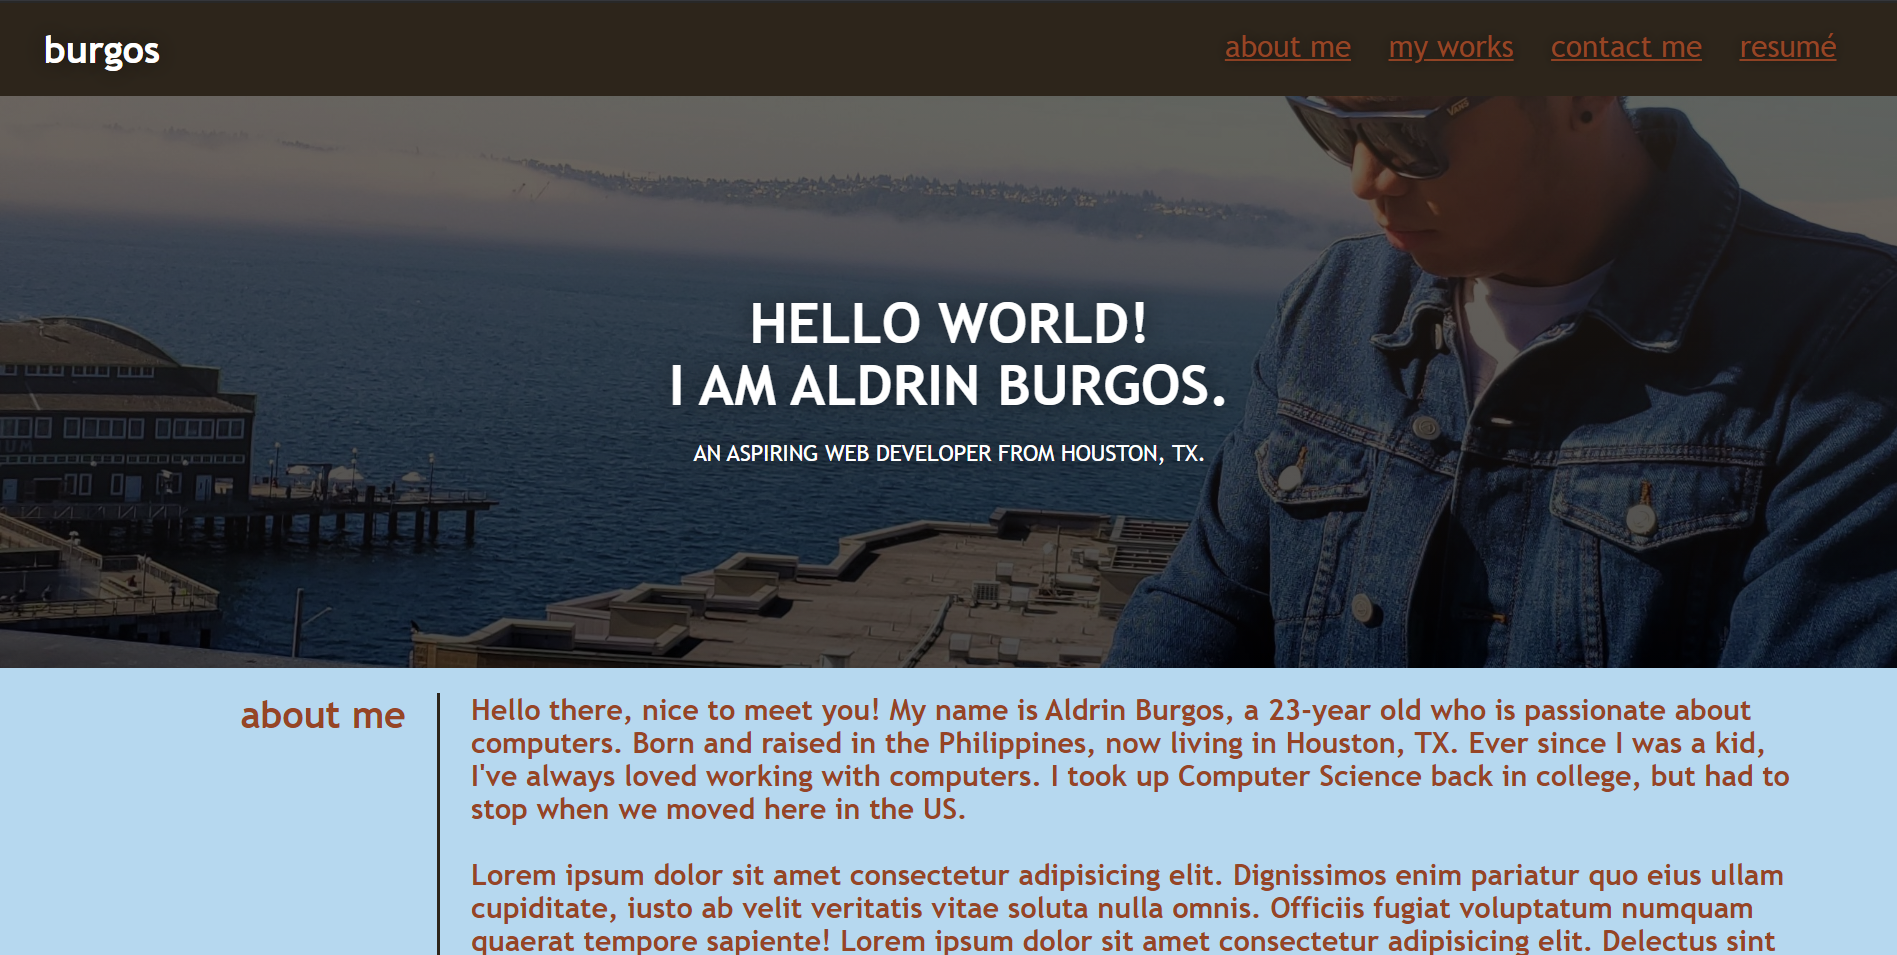 burgos
about me my works contact me resumé
VANS
HELLO WORLD!
I AM ALDRIN BURGOS.
AN ASPIRING WEB DEVELOPER FROM HOUSTON, TX.
UM
about me
Hello there, nice to meet you! My name is Aldrin Burgos, a 23-year old who is passionate about
computers. Born and raised in the Philippines, now living in Houston, TX. Ever since I was a kid,
I've always loved working with computers. I took up Computer Science back in college, but had to
stop when we moved here in the US.
Lorem ipsum dolor sit amet consectetur adipisicing elit. Dignissimos enim pariatur quo eius ullam
cupiditate, iusto ab velit veritatis vitae soluta nulla omnis. Officiis fugiat voluptatum numquam
quaerat tempore sapiente! Lorem ipsum dolor sit amet consectetur adipisicing elit. Delectus sint